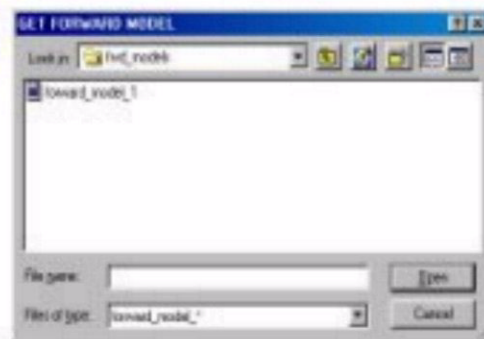 GET FORWARD MODEL
Look in: fwd_models
forward_model_1
File name:
Open
Files of type: forward_model_*
Cancel